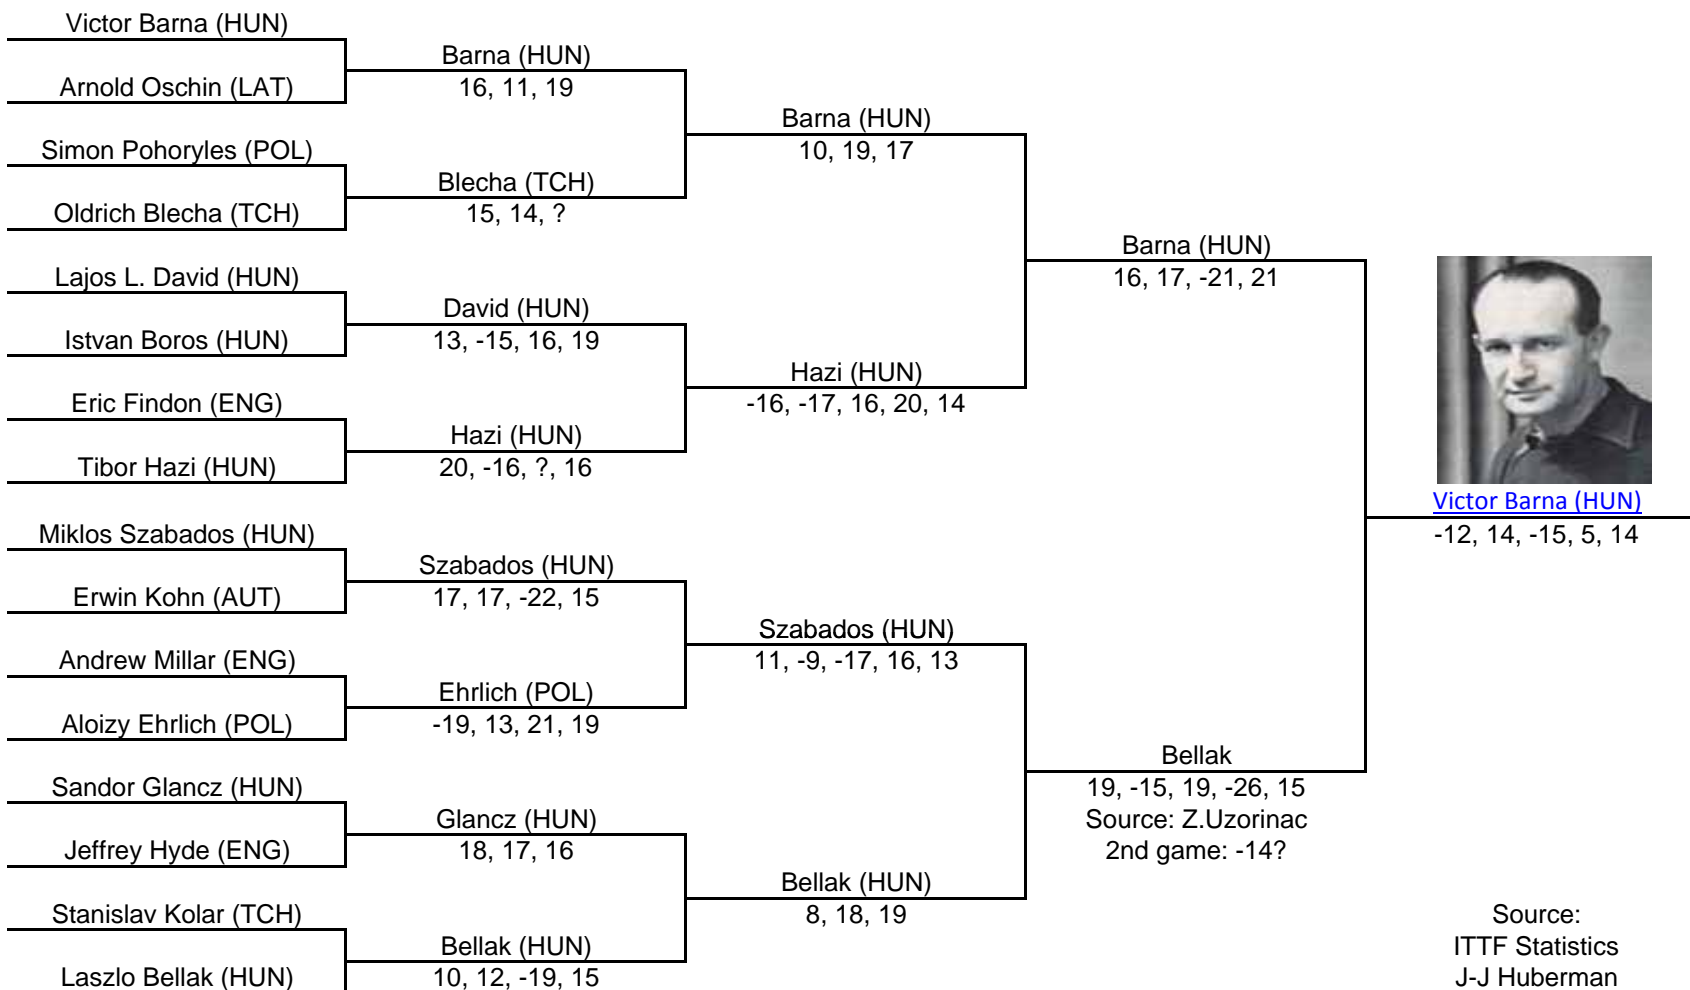 Victor Barna (HUN)
Arnold Oschin (LAT)
Simon Pohoryles (POL)
Oldrich Blecha (TCH)
Lajos L. David (HUN)
Istvan Boros (HUN)
Eric Findon (ENG)
Tibor Hazi (HUN)
Miklos Szabados (HUN)
Erwin Kohn (AUT)
Andrew Millar (ENG)
Aloizy Ehrlich (POL)
Sandor Glancz (HUN)
Jeffrey Hyde (ENG)
Stanislav Kolar (TCH)
Laszlo Bellak (HUN)
Barna (HUN)
16, 11, 19
Blecha (TCH)
15, 14, ?
David (HUN)
13, -15, 16, 19
Hazi (HUN)
20, -16, ?, 16
Szabados (HUN)
17, 17, -22, 15
Ehrlich (POL)
-19, 13, 21, 19
Glancz (HUN)
18, 17, 16
Bellak (HUN)
10, 12, -19, 15
Barna (HUN)
10, 19, 17
Hazi (HUN)
-16, -17, 16, 20, 14
Szabados (HUN)
11, -9, -17, 16, 13
Bellak (HUN)
8, 18, 19
Barna (HUN)
16, 17, -21, 21
Bellak
19, -15, 19, -26, 15
Source: Z.Uzorinac
2nd game: -14?
Victor Barna (HUN)
-12, 14, -15, 5, 14
Source:
ITTF Statistics
J-J Huberman